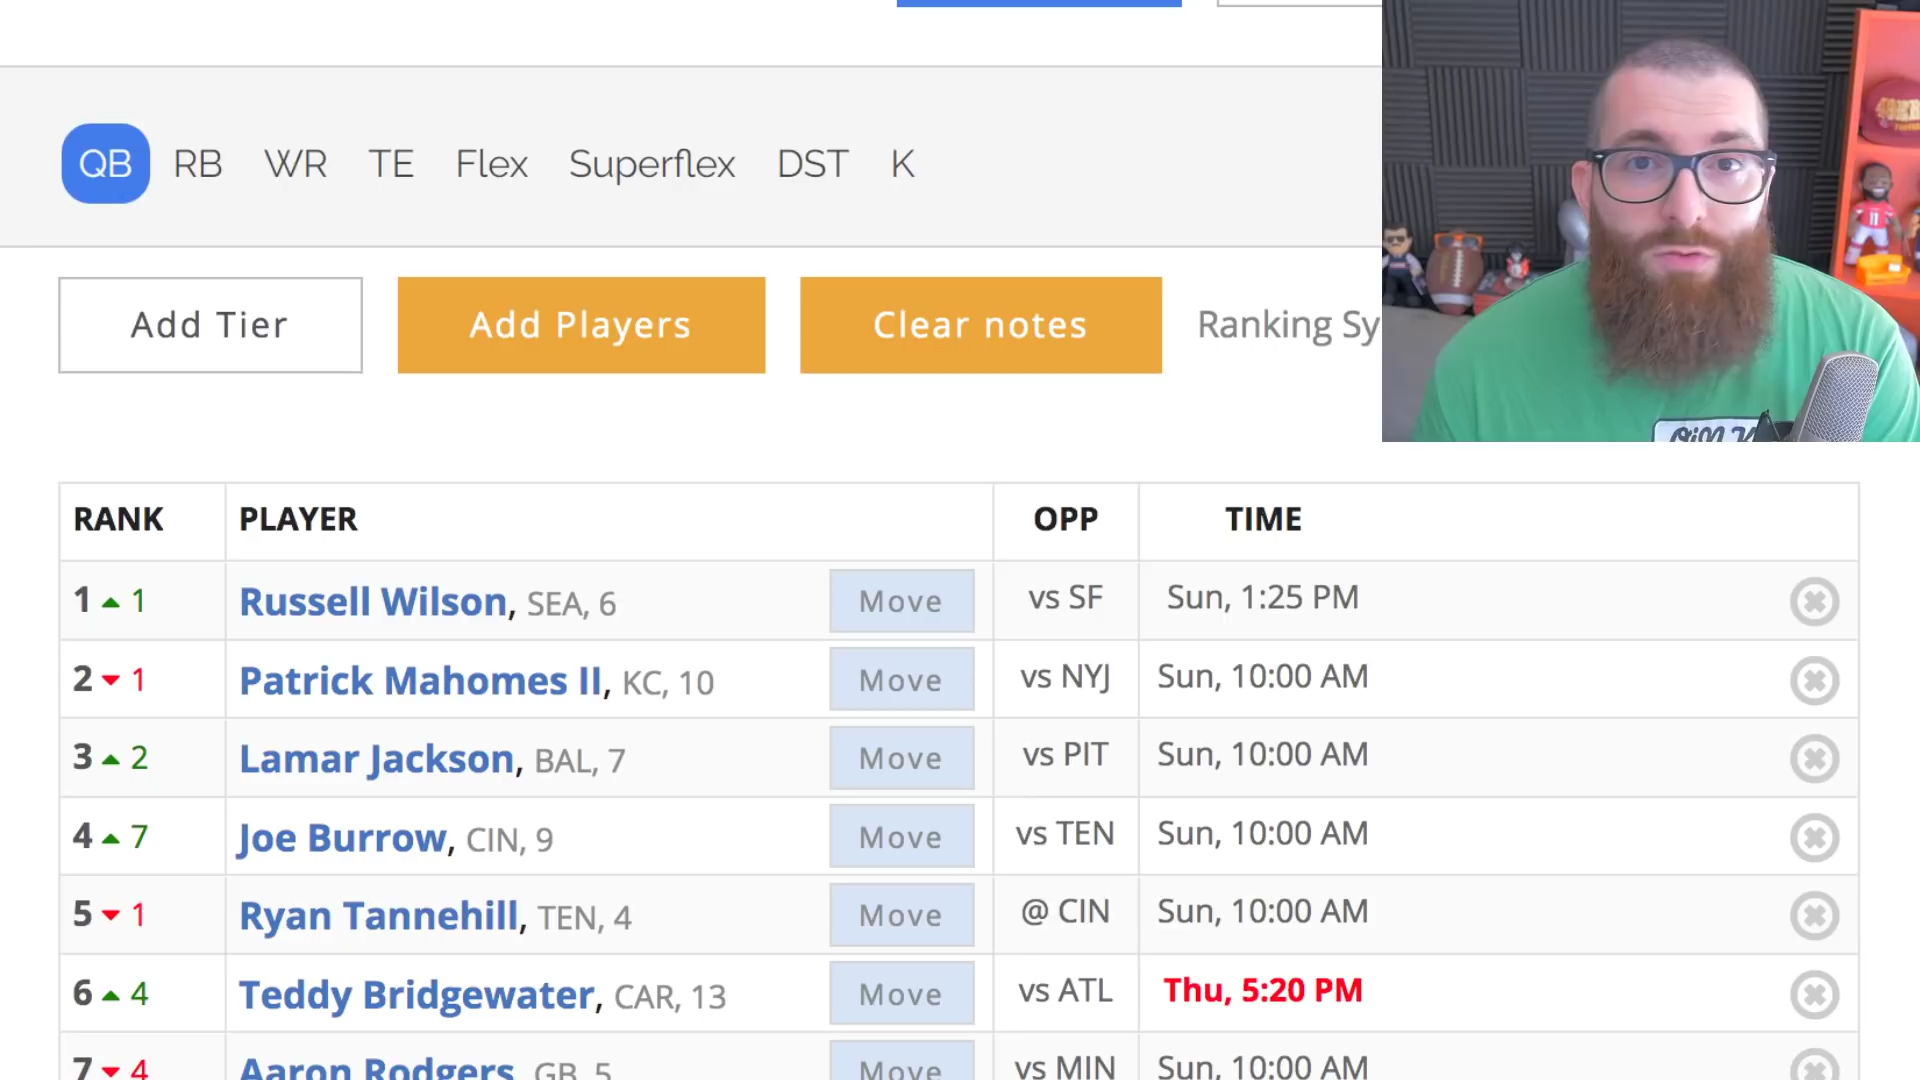 QB RB WR TE Flex Superflex DST K
Add Tier Add Players Clear notes Ranking Sy
RANK PLAYER OPP TIME
1 ▲ 1 Russell Wilson, SEA, 6 Move vs SF Sun, 1:25 PM
2 ▼ 1 Patrick Mahomes II, KC, 10 Move vs NYJ Sun, 10:00 AM
3 ▲ 2 Lamar Jackson, BAL, 7 Move vs PIT Sun, 10:00 AM
4 ▲ 7 Joe Burrow, CIN, 9 Move vs TEN Sun, 10:00 AM
5 ▼ 1 Ryan Tannehill, TEN, 4 Move @ CIN Sun, 10:00 AM
6 ▲ 4 Teddy Bridgewater, CAR, 13 Move vs ATL Thu, 5:20 PM
7 ▼ 4 Aaron Rodgers, GB, 5 Move vs MIN Sun, 10:00 AM